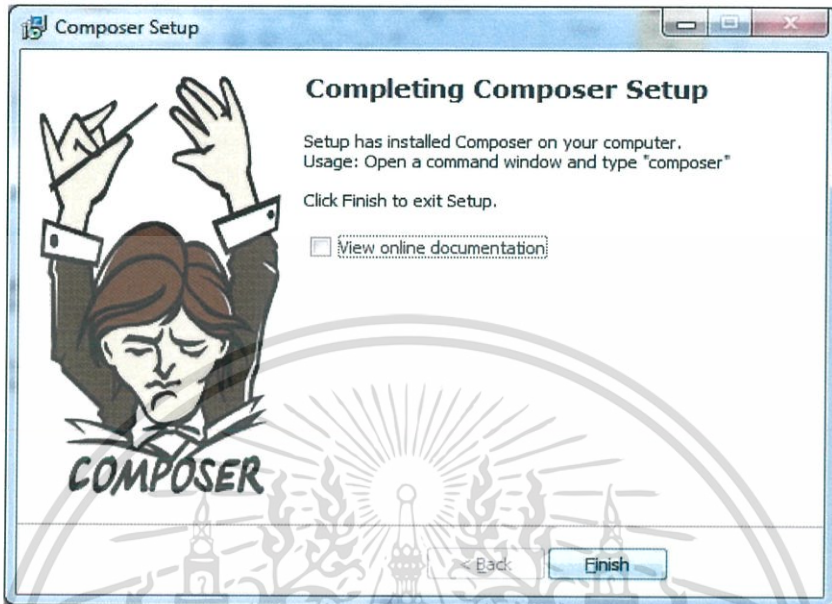 Composer Setup
Completing Composer Setup
Setup has installed Composer on your computer.
Usage: Open a command window and type "composer"
Click Finish to exit Setup.
View online documentation
COMPOSER
< Back
Finish